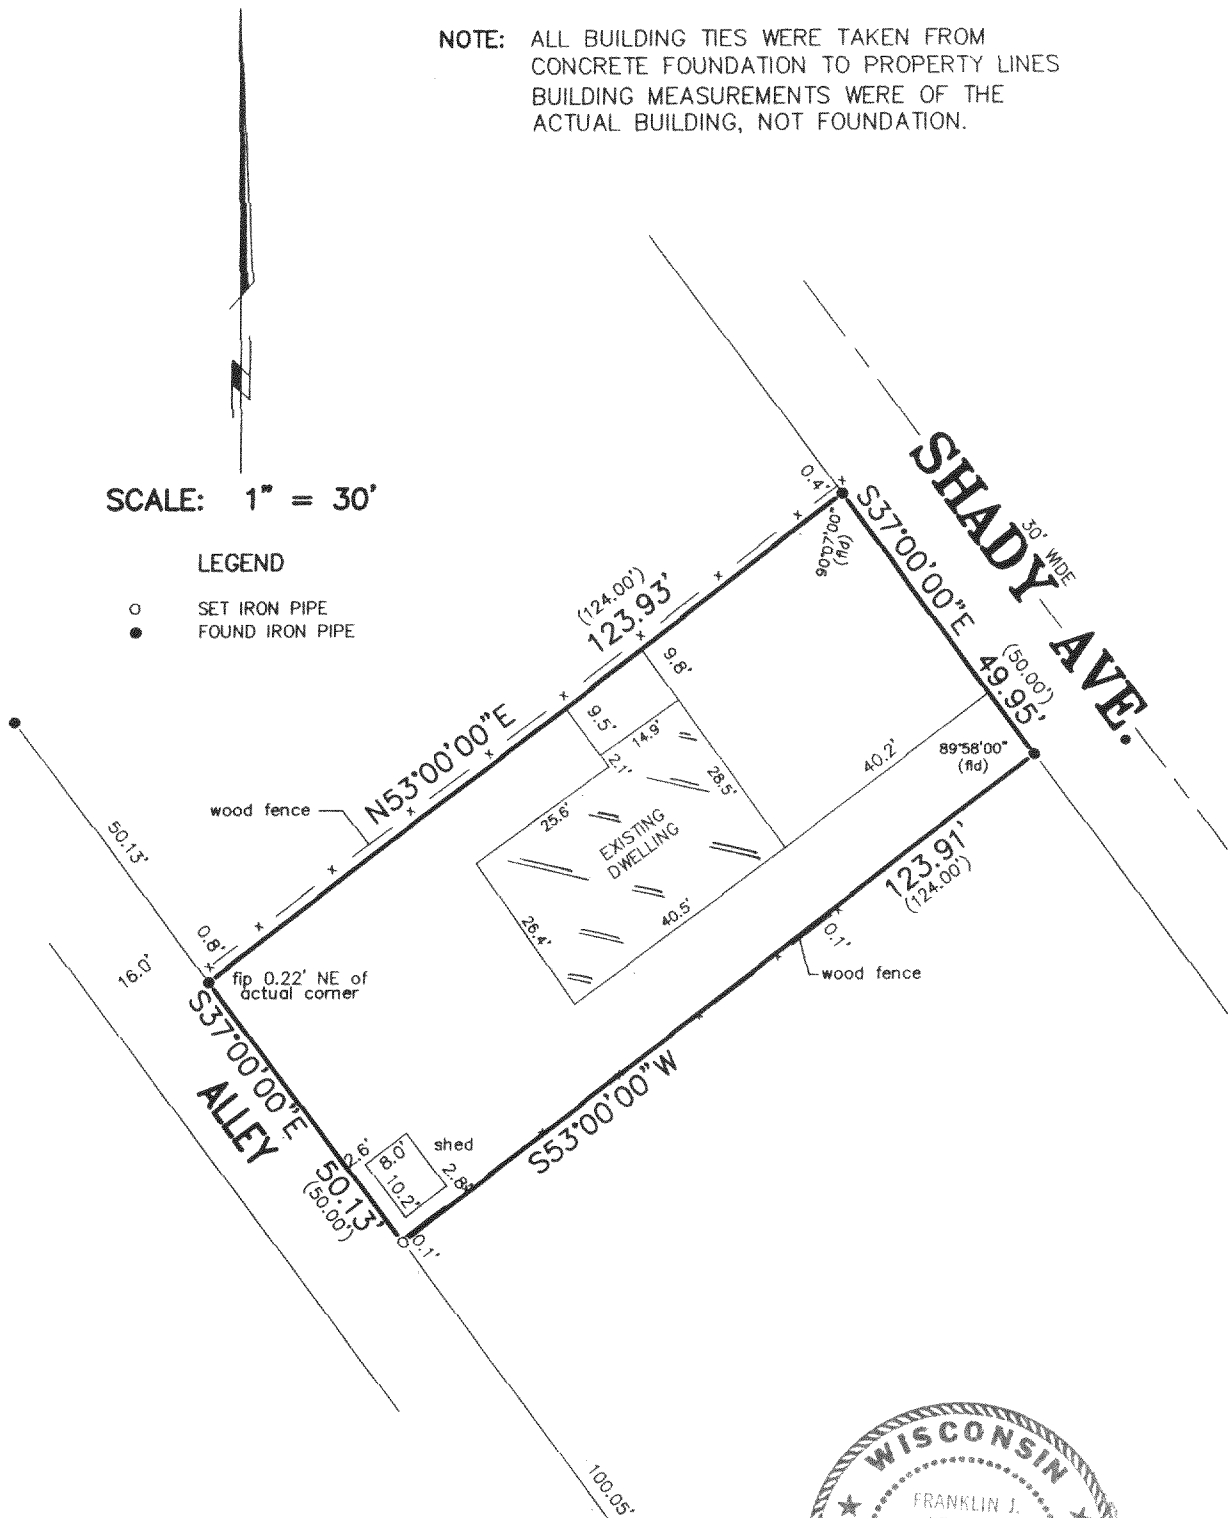 NOTE: ALL BUILDING TIES WERE TAKEN FROM
CONCRETE FOUNDATION TO PROPERTY LINES
BUILDING MEASUREMENTS WERE OF THE
ACTUAL BUILDING, NOT FOUNDATION.
N
SCALE: 1" = 30'
LEGEND
SET IRON PIPE
FOUND IRON PIPE
SHADY AVE.
30' WIDE
0.4'
S37°00'00"E
49.95'
(50.00')
90°07'00"
(fld)
(124.00')
123.93'
N53°00'00"E
9.8'
9.5'
14.9'
2.1'
28.5'
25.6'
EXISTING
DWELLING
26.4'
40.5'
40.2'
89°58'00"
(fld)
123.91'
(124.00')
0.1'
wood fence
wood fence
50.13'
0.8'
16.0'
fip 0.22' NE of
actual corner
S37°00'00"E
ALLEY
50.13'
(50.00')
2.6'
8.0'
10.2'
shed
2.8'
0.1'
S53°00'00"W
100.05'
WISCONSIN
FRANKLIN J.